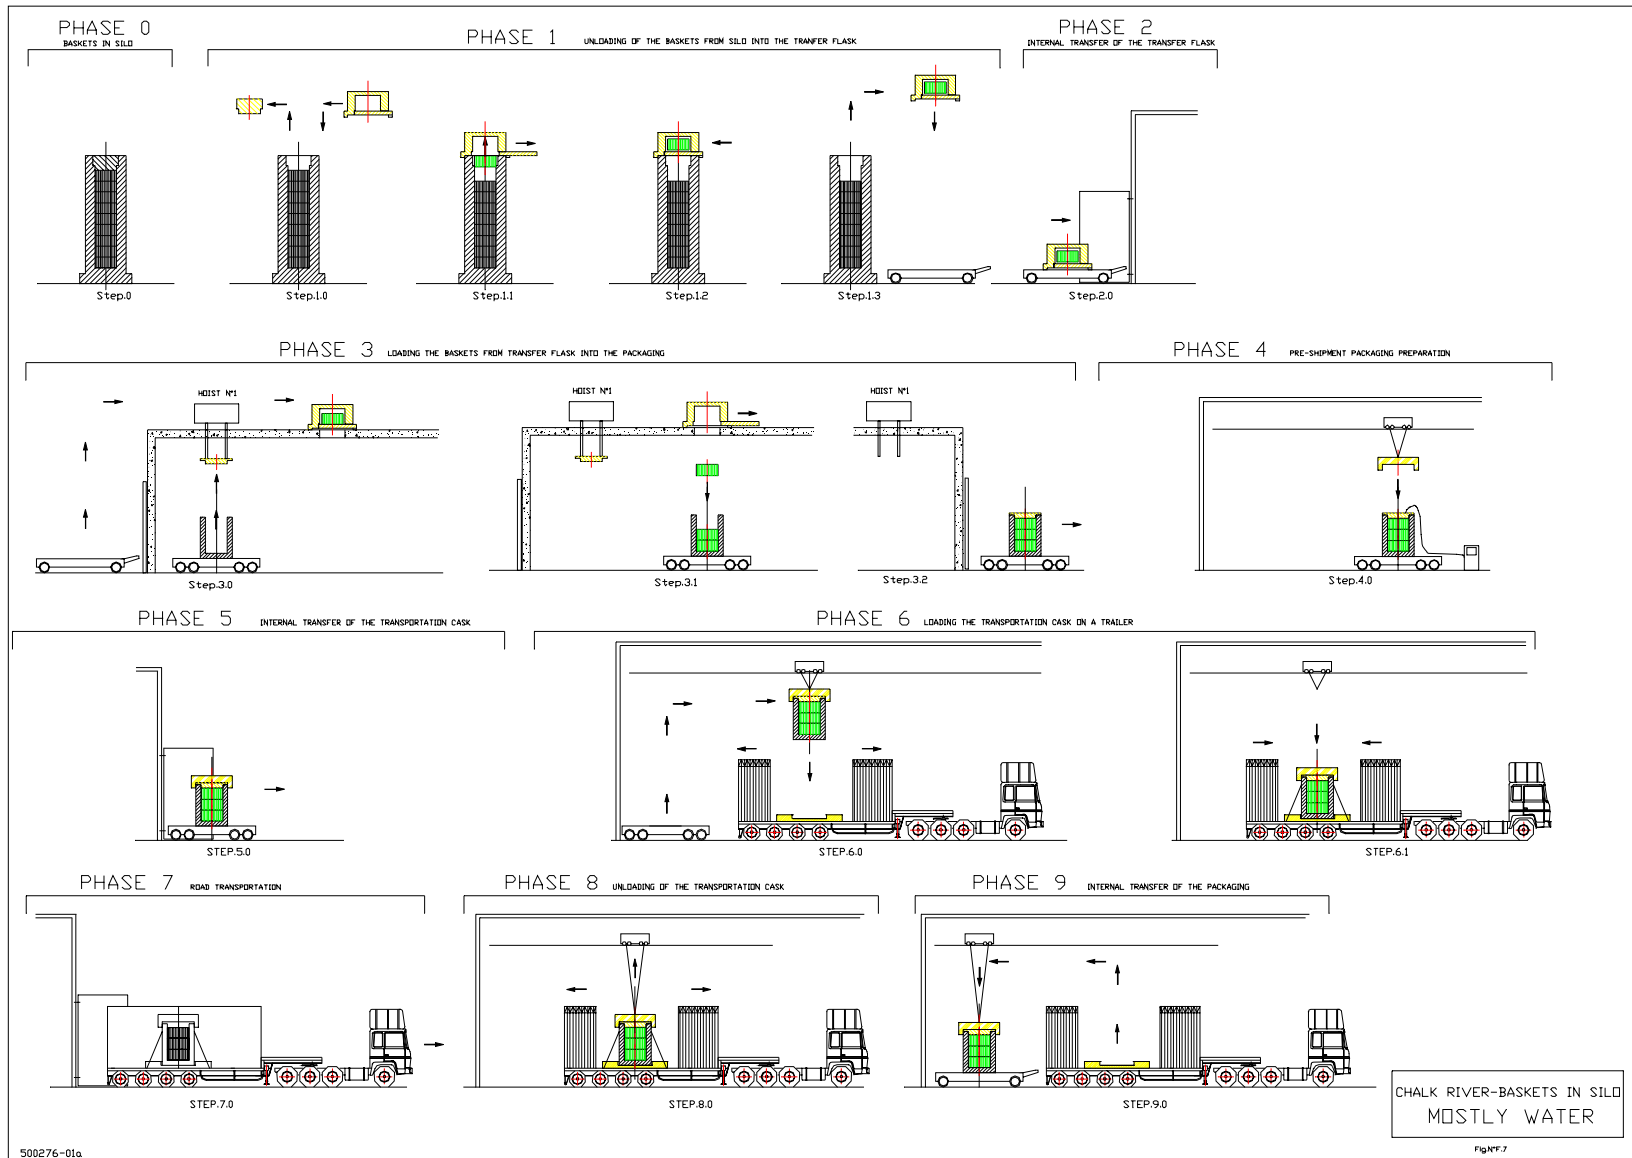 PHASE 0
BASKETS IN SILO
PHASE 1 UNLOADING OF THE BASKETS FROM SILO INTO THE TRANFER FLASK
PHASE 2
INTERNAL TRANSFER OF THE TRANSFER FLASK
Step.0
Step.1.0
Step.1.1
Step.1.2
Step.1.3
Step.2.0
PHASE 3 LOADING THE BASKETS FROM TRANSFER FLASK INTO THE PACKAGING
PHASE 4 PRE-SHIPMENT PACKAGING PREPARATION
HOIST N°1
HOIST N°1
HOIST N°1
Step.3.0
Step.3.1
Step.3.2
Step.4.0
PHASE 5 INTERNAL TRANSFER OF THE TRANSPORTATION CASK
PHASE 6 LOADING THE TRANSPORTATION CASK ON A TRAILER
STEP.5.0
STEP.6.0
STEP.6.1
PHASE 7 ROAD TRANSPORTATION
PHASE 8 UNLOADING OF THE TRANSPORTATION CASK
PHASE 9 INTERNAL TRANSFER OF THE PACKAGING
STEP.7.0
STEP.8.0
STEP.9.0
CHALK RIVER-BASKETS IN SILO
MOSTLY WATER
Fig.N°F.7
500276-01a